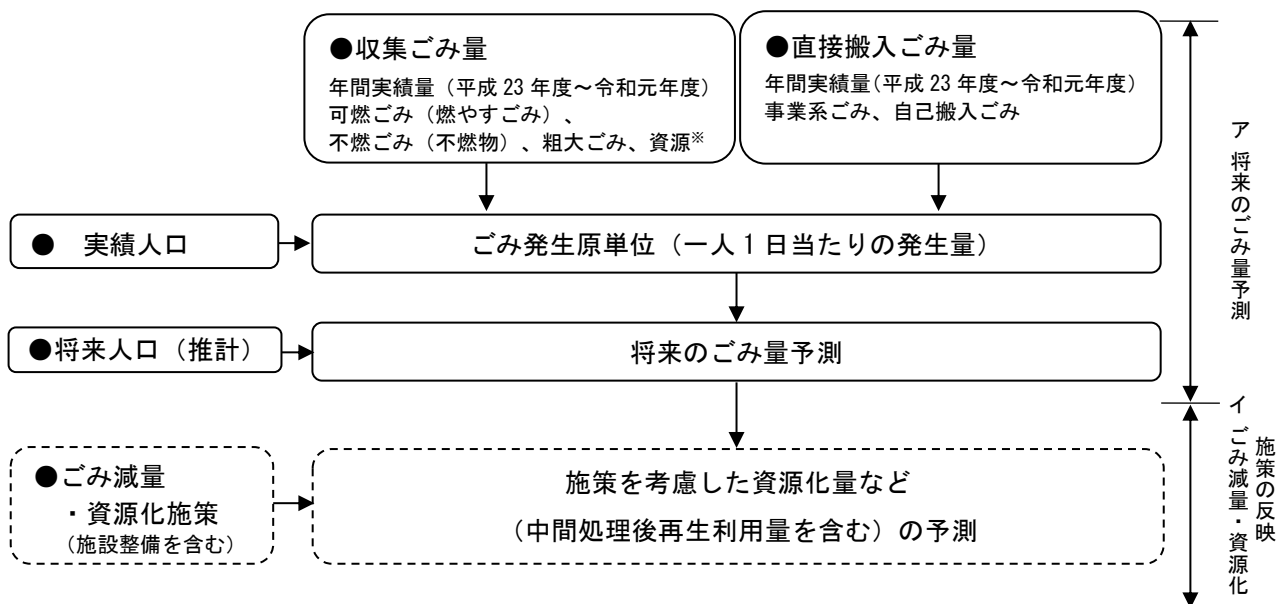 ●収集ごみ量
年間実績量（平成 23 年度～令和元年度）
可燃ごみ（燃やすごみ）、
不燃ごみ（不燃物）、粗大ごみ、資源※
●直接搬入ごみ量
年間実績量(平成 23 年度～令和元年度)
事業系ごみ、自己搬入ごみ
● 実績人口
ごみ発生原単位（一人 1 日当たりの発生量）
●将来人口（推計）
将来のごみ量予測
ア 将来のごみ量予測
●ごみ減量
・資源化施策
（施設整備を含む）
施策を考慮した資源化量など
（中間処理後再生利用量を含む）の予測
イ ごみ減量・資源化
施策の反映